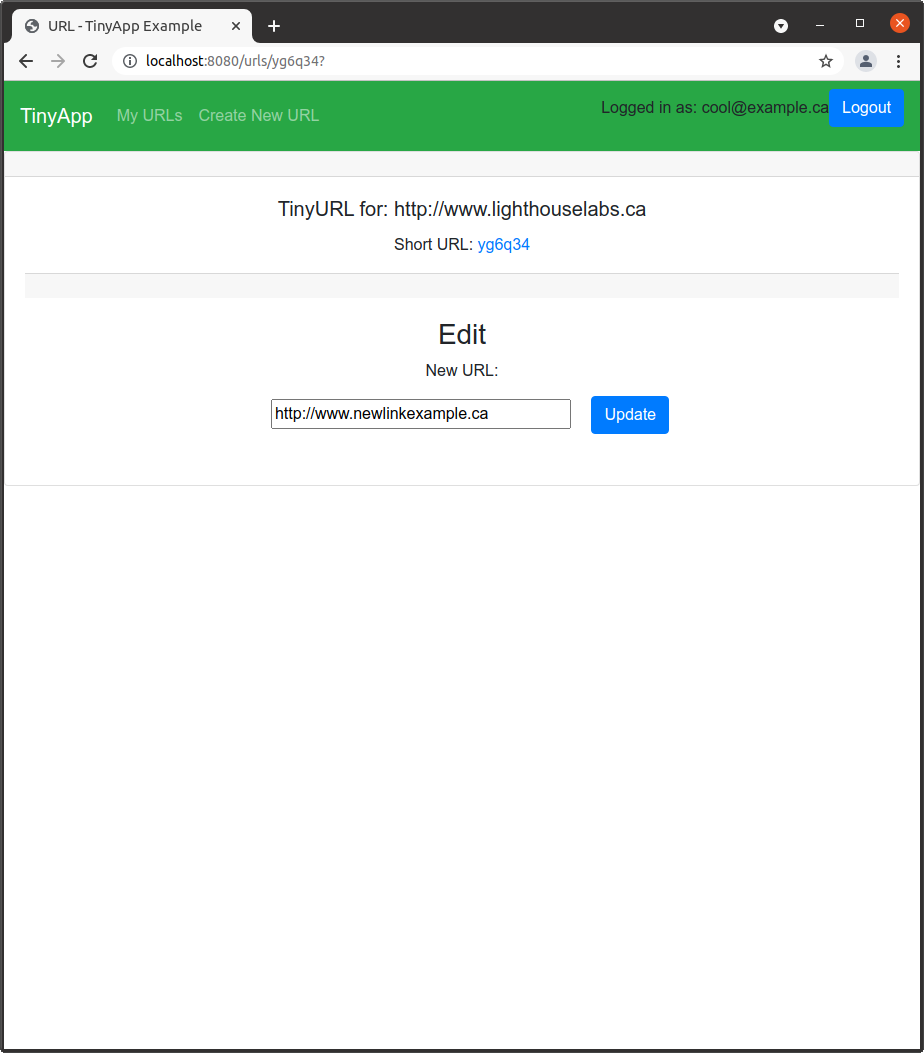 URL - TinyApp Example
localhost:8080/urls/yg6q34?
TinyApp My URLs Create New URL Logged in as: cool@example.ca Logout
TinyURL for: http://www.lighthouselabs.ca
Short URL: yg6q34
Edit
New URL:
http://www.newlinkexample.ca Update